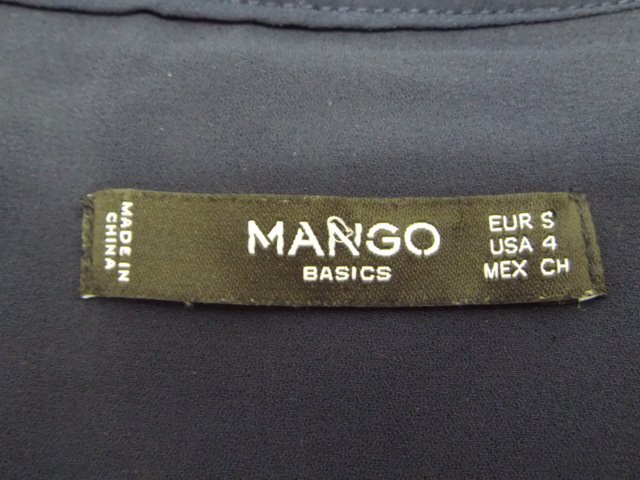 MADE IN
CHINA
MANGO
BASICS
EUR S
USA 4
MEX CH